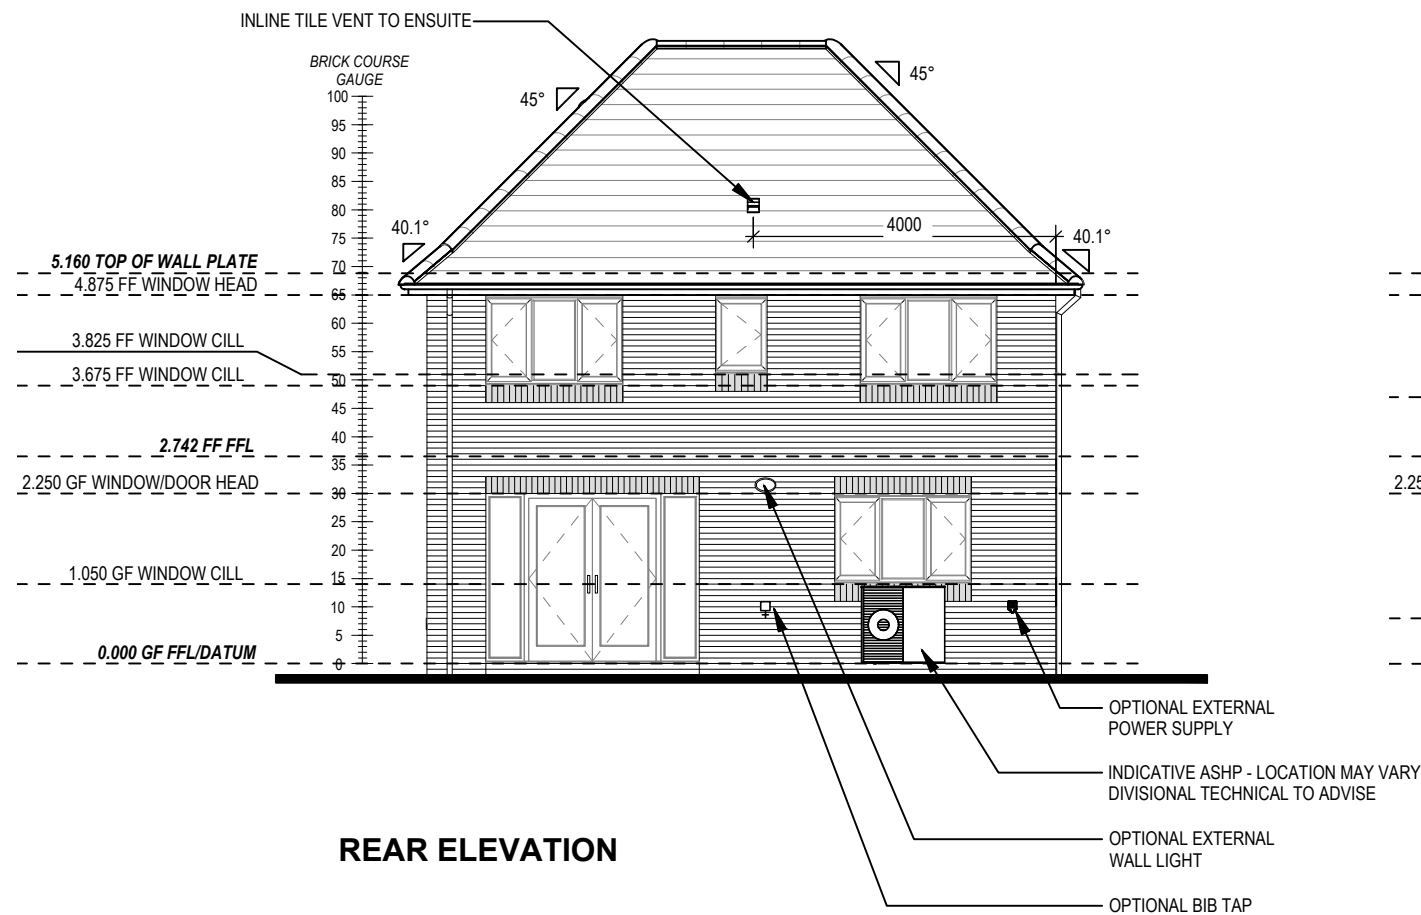 INLINE TILE VENT TO ENSUITE
BRICK COURSE
GAUGE
100
95
90
85
80
75
70
65
60
55
50
45
40
35
30
25
20
15
10
5
0
45°
45°
40.1°
4000
40.1°
5.160 TOP OF WALL PLATE
4.875 FF WINDOW HEAD
3.825 FF WINDOW CILL
3.675 FF WINDOW CILL
2.742 FF FFL
2.250 GF WINDOW/DOOR HEAD
2.25
1.050 GF WINDOW CILL
0.000 GF FFL/DATUM
OPTIONAL EXTERNAL
POWER SUPPLY
INDICATIVE ASHP - LOCATION MAY VARY
DIVISIONAL TECHNICAL TO ADVISE
OPTIONAL EXTERNAL
WALL LIGHT
OPTIONAL BIB TAP
REAR ELEVATION